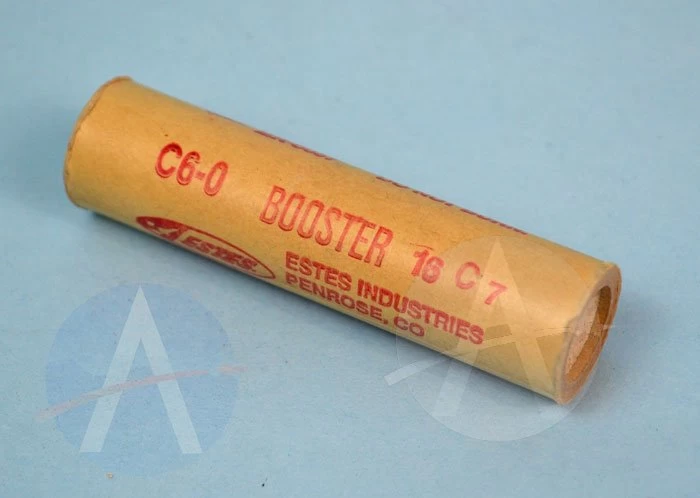 C6-0
BOOSTER 16 C 7
ESTES
ESTES INDUSTRIES
PENROSE, CO